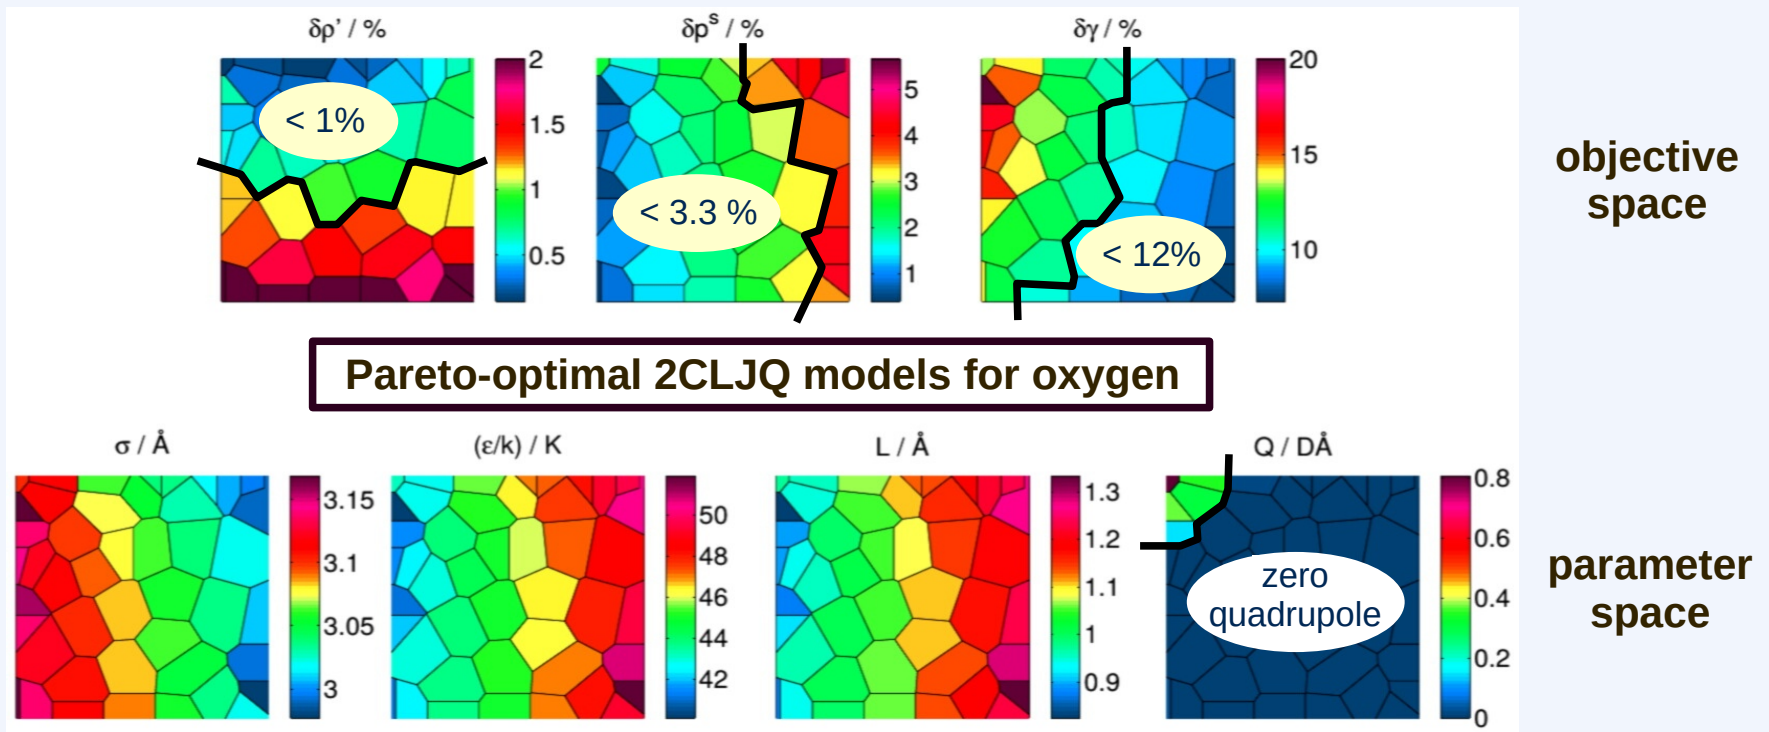 δρ' / %
δpˢ / %
δγ / %
2
1.5
1
0.5
5
4
3
2
1
20
15
10
< 1%
< 3.3 %
< 12%
objective
space
Pareto-optimal 2CLJQ models for oxygen
σ / Å
(ε/k) / K
L / Å
Q / DÅ
3.15
3.1
3.05
3
50
48
46
44
42
1.3
1.2
1.1
1
0.9
0.8
0.6
0.4
0.2
0
zero
quadrupole
parameter
space